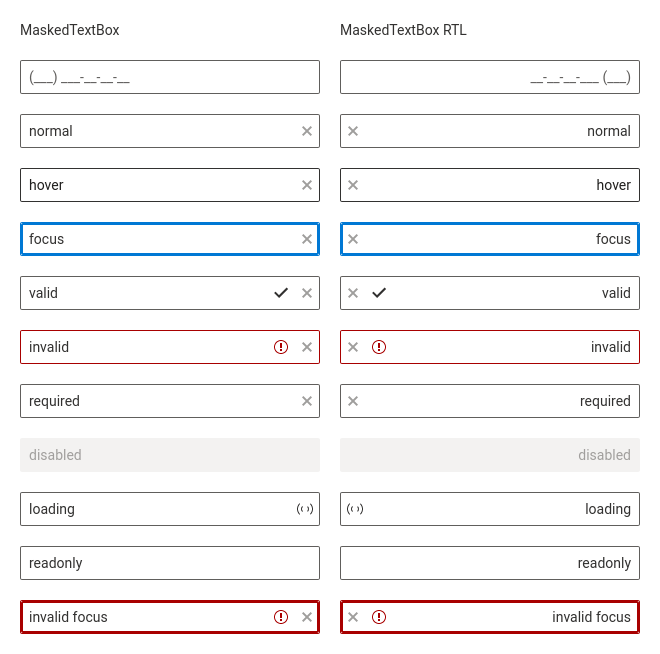 MaskedTextBox
MaskedTextBox RTL
(___) ___-__-__-__
__-__-__-___ (___)
normal
normal
hover
hover
focus
focus
valid
valid
invalid
invalid
required
required
disabled
disabled
loading
loading
readonly
readonly
invalid focus
invalid focus